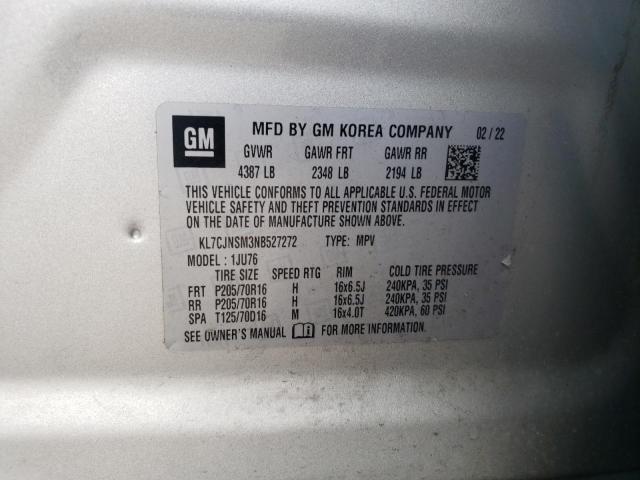 GM MFD BY GM KOREA COMPANY 02 / 22
GVWR GAWR FRT GAWR RR
4387 LB 2348 LB 2194 LB
THIS VEHICLE CONFORMS TO ALL APPLICABLE U.S. FEDERAL MOTOR
VEHICLE SAFETY AND THEFT PREVENTION STANDARDS IN EFFECT
ON THE DATE OF MANUFACTURE SHOWN ABOVE.
KL7CJNSM3NB527272 TYPE: MPV
MODEL : 1JU76
TIRE SIZE SPEED RTG RIM COLD TIRE PRESSURE
FRT P205/70R16 H 16x6.5J 240KPA, 35 PSI
RR P205/70R16 H 16x6.5J 240KPA, 35 PSI
SPA T125/70D16 M 16x4.0T 420KPA, 60 PSI
SEE OWNER'S MANUAL FOR MORE INFORMATION.